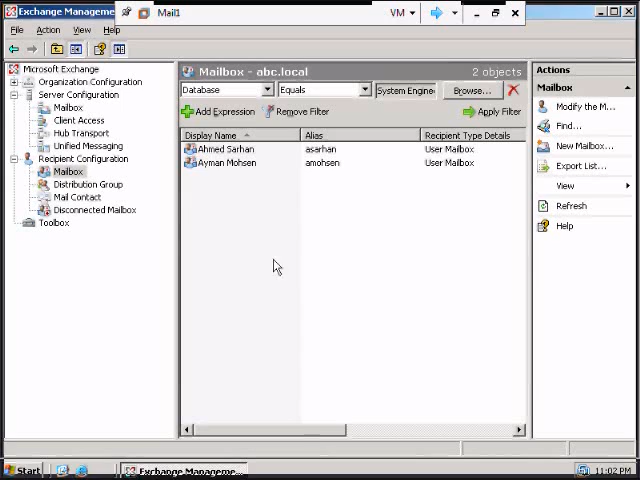 Exchange Manageme
Mail1
VM
File Action View Help
Microsoft Exchange
Organization Configuration
Server Configuration
Mailbox
Client Access
Hub Transport
Unified Messaging
Recipient Configuration
Mailbox
Distribution Group
Mail Contact
Disconnected Mailbox
Toolbox
Mailbox - abc.local
2 objects
Database Equals System Engine Browse...
Add Expression Remove Filter Apply Filter
Display Name Alias Recipient Type Details
Ahmed Sarhan asarhan User Mailbox
Ayman Mohsen amohsen User Mailbox
Actions
Mailbox
Modify the M...
Find...
New Mailbox...
Export List...
View
Refresh
Help
Start
Exchange Manageme...
11:02 PM